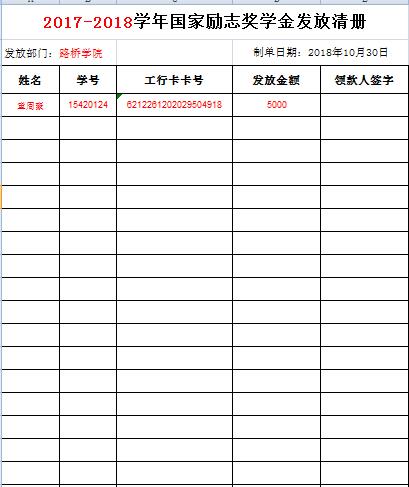 2017-2018学年国家励志奖学金发放清册
发放部门：路桥学院 制单日期：2018年10月30日
姓名 学号 工行卡卡号 发放金额 领款人签字
15420124 6212261202029504918 5000